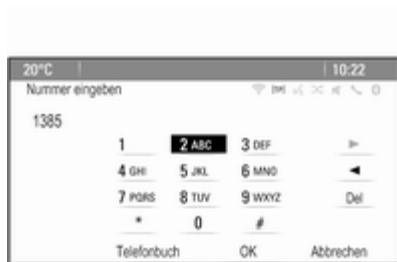 20°C 10:22
Nummer eingeben
1385
1 2 ABC 3 DEF
4 GHI 5 JKL 6 MNO
7 PQRS 8 TUV 9 WXYZ Del
* 0 #
Telefonbuch OK Abbrechen